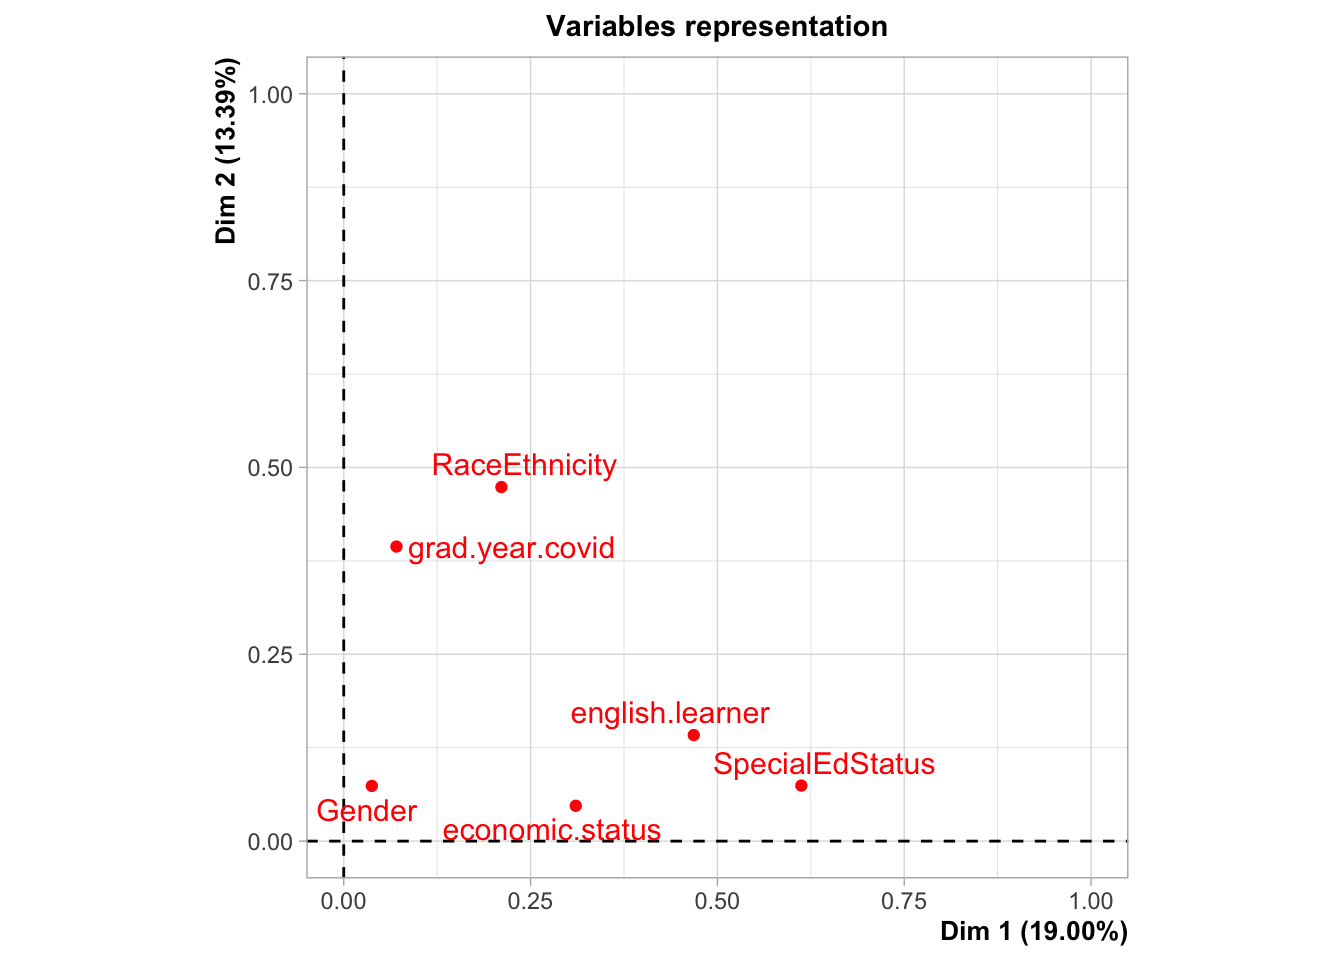 Variables representation
Dim 2 (13.39%)
1.00
0.75
0.50
0.25
0.00
RaceEthnicity
grad.year.covid
english.learner
SpecialEdStatus
Gender
economic.status
0.00
0.25
0.50
0.75
1.00
Dim 1 (19.00%)